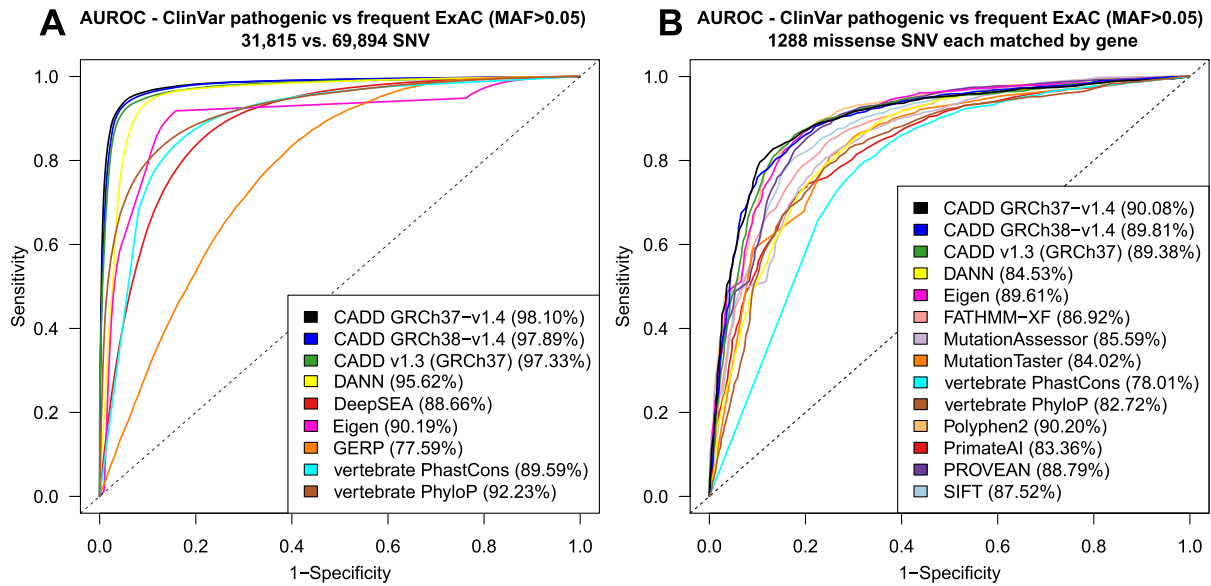 A
AUROC - ClinVar pathogenic vs frequent ExAC (MAF>0.05)
31,815 vs. 69,894 SNV
Sensitivity
1.0
0.8
0.6
0.4
0.2
0.0
CADD GRCh37−v1.4 (98.10%)
CADD GRCh38−v1.4 (97.89%)
CADD v1.3 (GRCh37) (97.33%)
DANN (95.62%)
DeepSEA (88.66%)
Eigen (90.19%)
GERP (77.59%)
vertebrate PhastCons (89.59%)
vertebrate PhyloP (92.23%)
0.0 0.2 0.4 0.6 0.8 1.0
1−Specificity
B
AUROC - ClinVar pathogenic vs frequent ExAC (MAF>0.05)
1288 missense SNV each matched by gene
Sensitivity
1.0
0.8
0.6
0.4
0.2
0.0
CADD GRCh37−v1.4 (90.08%)
CADD GRCh38−v1.4 (89.81%)
CADD v1.3 (GRCh37) (89.38%)
DANN (84.53%)
Eigen (89.61%)
FATHMM−XF (86.92%)
MutationAssessor (85.59%)
MutationTaster (84.02%)
vertebrate PhastCons (78.01%)
vertebrate PhyloP (82.72%)
Polyphen2 (90.20%)
PrimateAI (83.36%)
PROVEAN (88.79%)
SIFT (87.52%)
0.0 0.2 0.4 0.6 0.8 1.0
1−Specificity